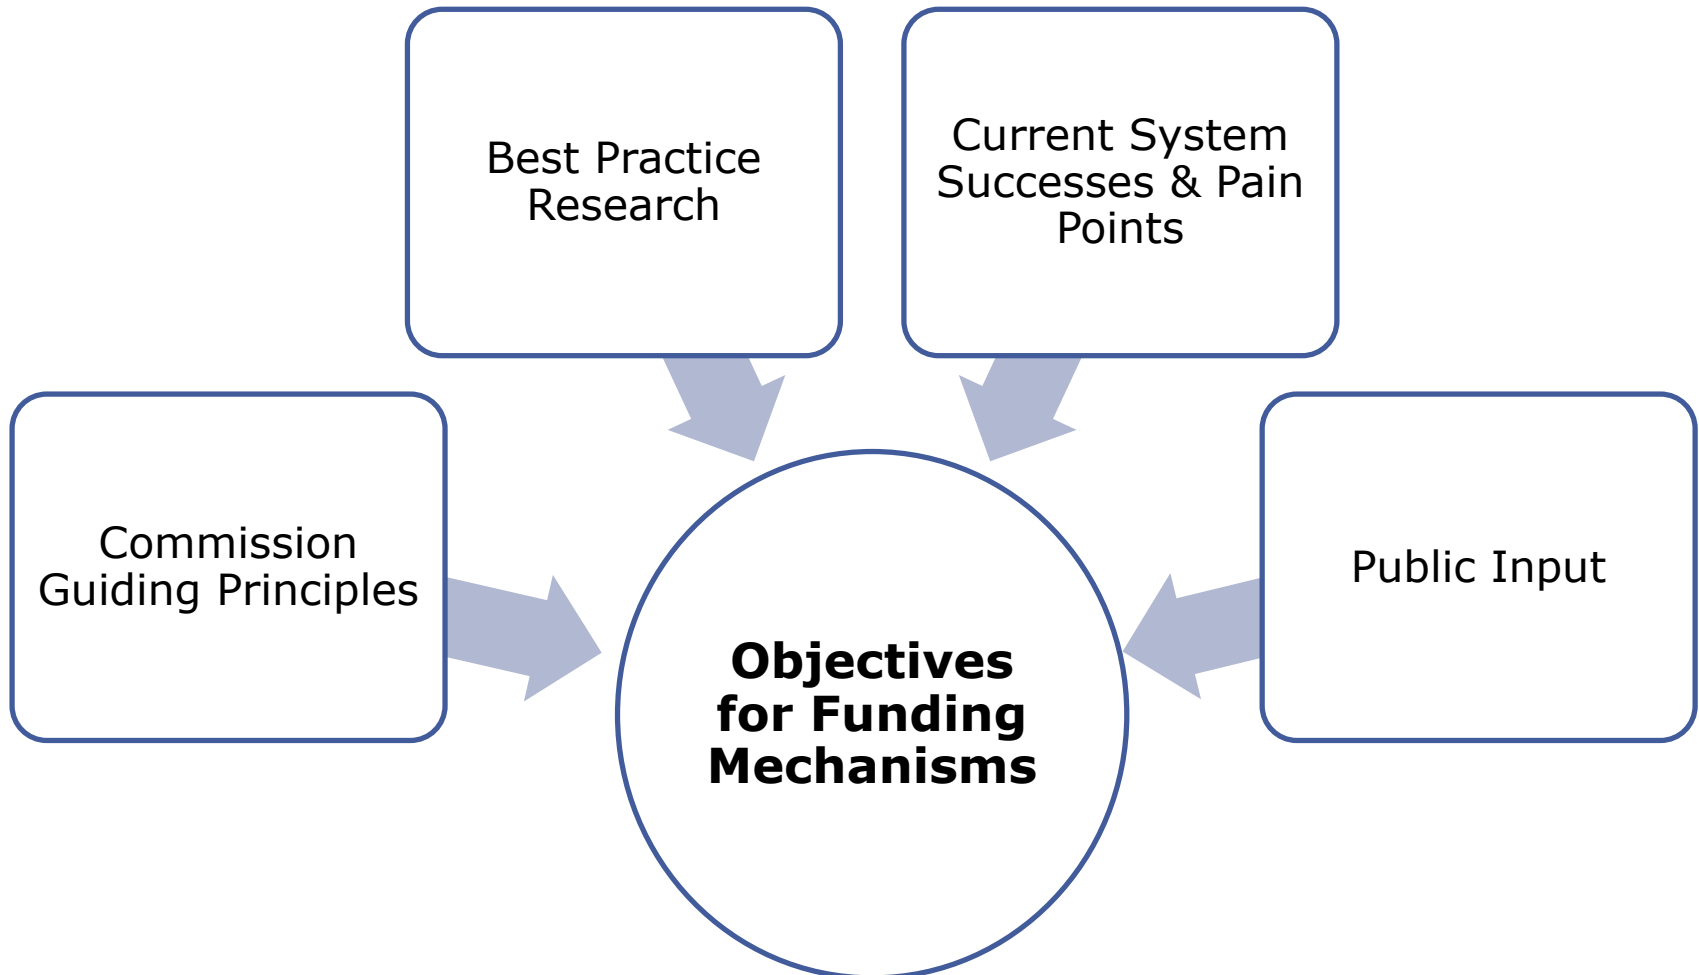 Best Practice
Research
Current System
Successes & Pain
Points
Commission
Guiding Principles
Public Input
Objectives
for Funding
Mechanisms